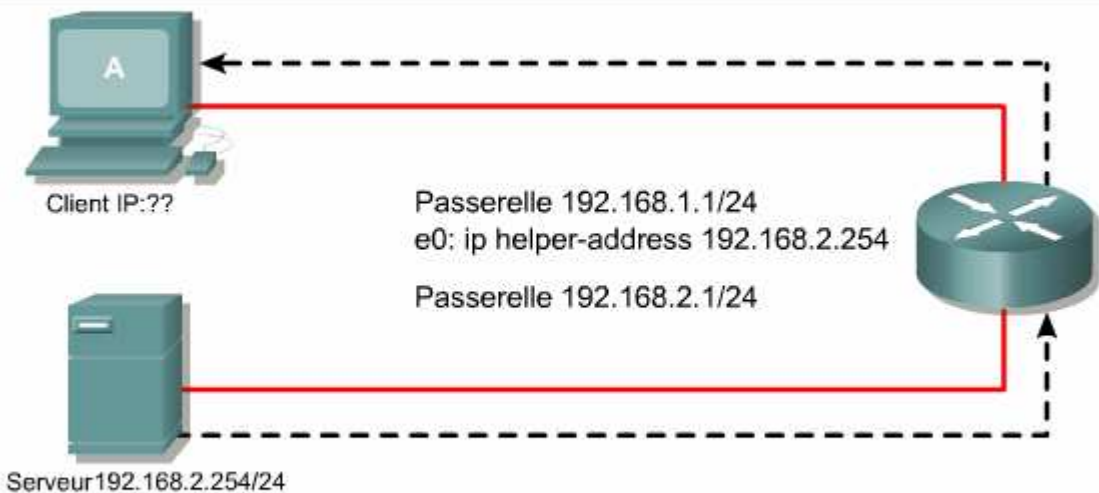 A
Client IP:??
Passerelle 192.168.1.1/24
e0: ip helper-address 192.168.2.254
Passerelle 192.168.2.1/24
Serveur192.168.2.254/24